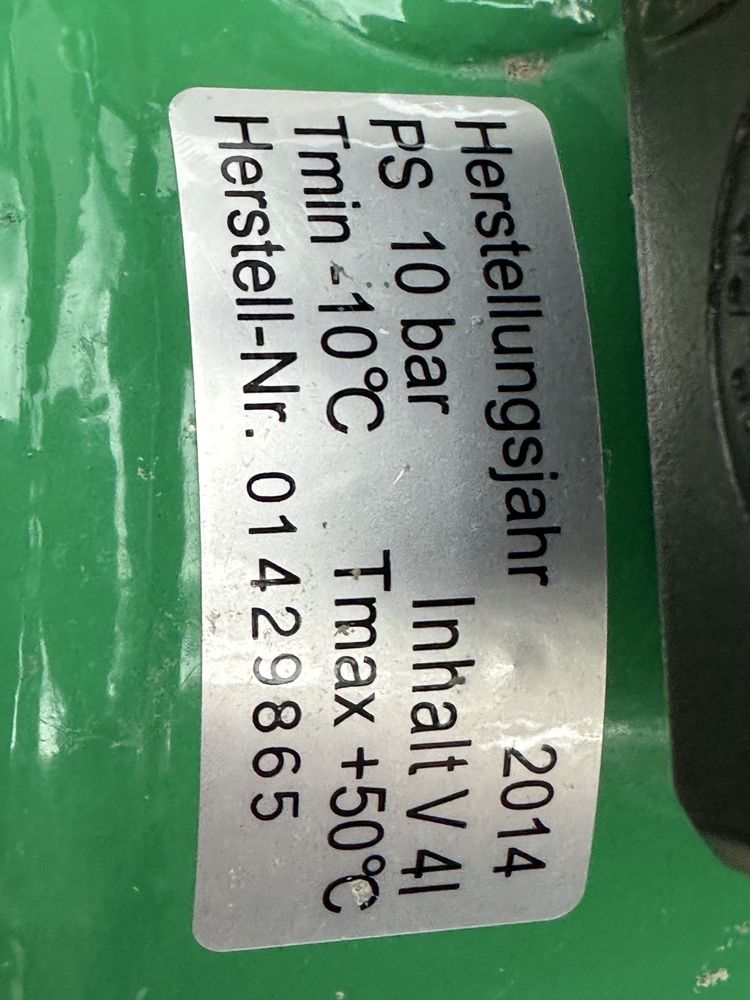 Herstellungsjahr 2014
PS 10 bar Inhalt V 4l
Tmin -10°C Tmax +50°C
Herstell-Nr. 01429865